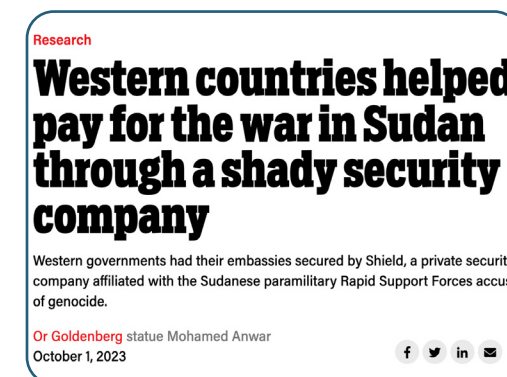 Research
Western countries helped
pay for the war in Sudan
through a shady security
company
Western governments had their embassies secured by Shield, a private securit
company affiliated with the Sudanese paramilitary Rapid Support Forces accus
of genocide.
Or Goldenberg statue Mohamed Anwar
October 1, 2023